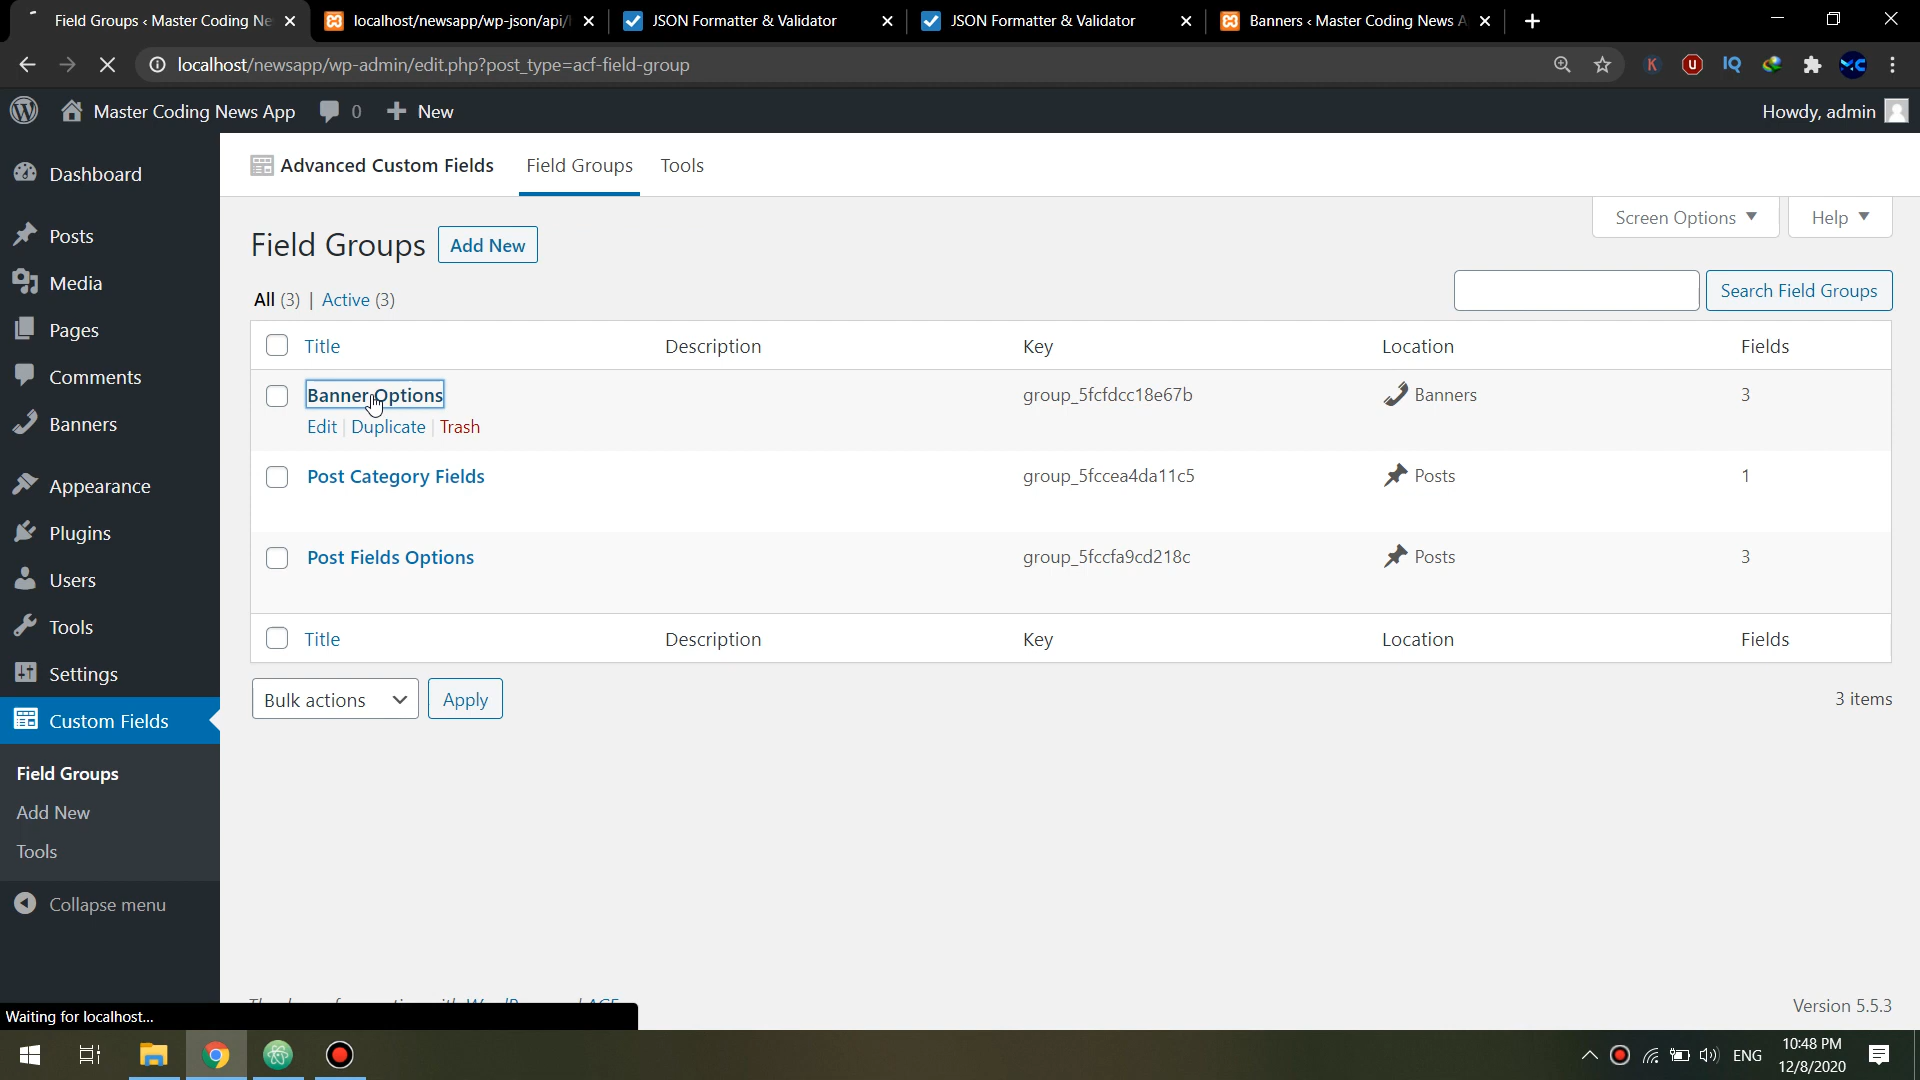 Field Groups ‹ Master Coding Ne
localhost/newsapp/wp-json/api/
JSON Formatter & Validator
JSON Formatter & Validator
Banners ‹ Master Coding News A
localhost/newsapp/wp-admin/edit.php?post_type=acf-field-group
Master Coding News App
0
New
Howdy, admin
Dashboard
Posts
Media
Pages
Comments
Banners
Appearance
Plugins
Users
Tools
Settings
Custom Fields
Field Groups
Add New
Tools
Collapse menu
Advanced Custom Fields
Field Groups
Tools
Screen Options
Help
Field Groups
Add New
All (3) | Active (3)
Search Field Groups
Title Description Key Location Fields
Banner Options group_5fcfdcc18e67b Banners 3
Edit | Duplicate | Trash
Post Category Fields group_5fccea4da11c5 Posts 1
Post Fields Options group_5fccfa9cd218c Posts 3
Title Description Key Location Fields
Bulk actions
Apply
3 items
Version 5.5.3
Waiting for localhost...
ENG
10:48 PM
12/8/2020